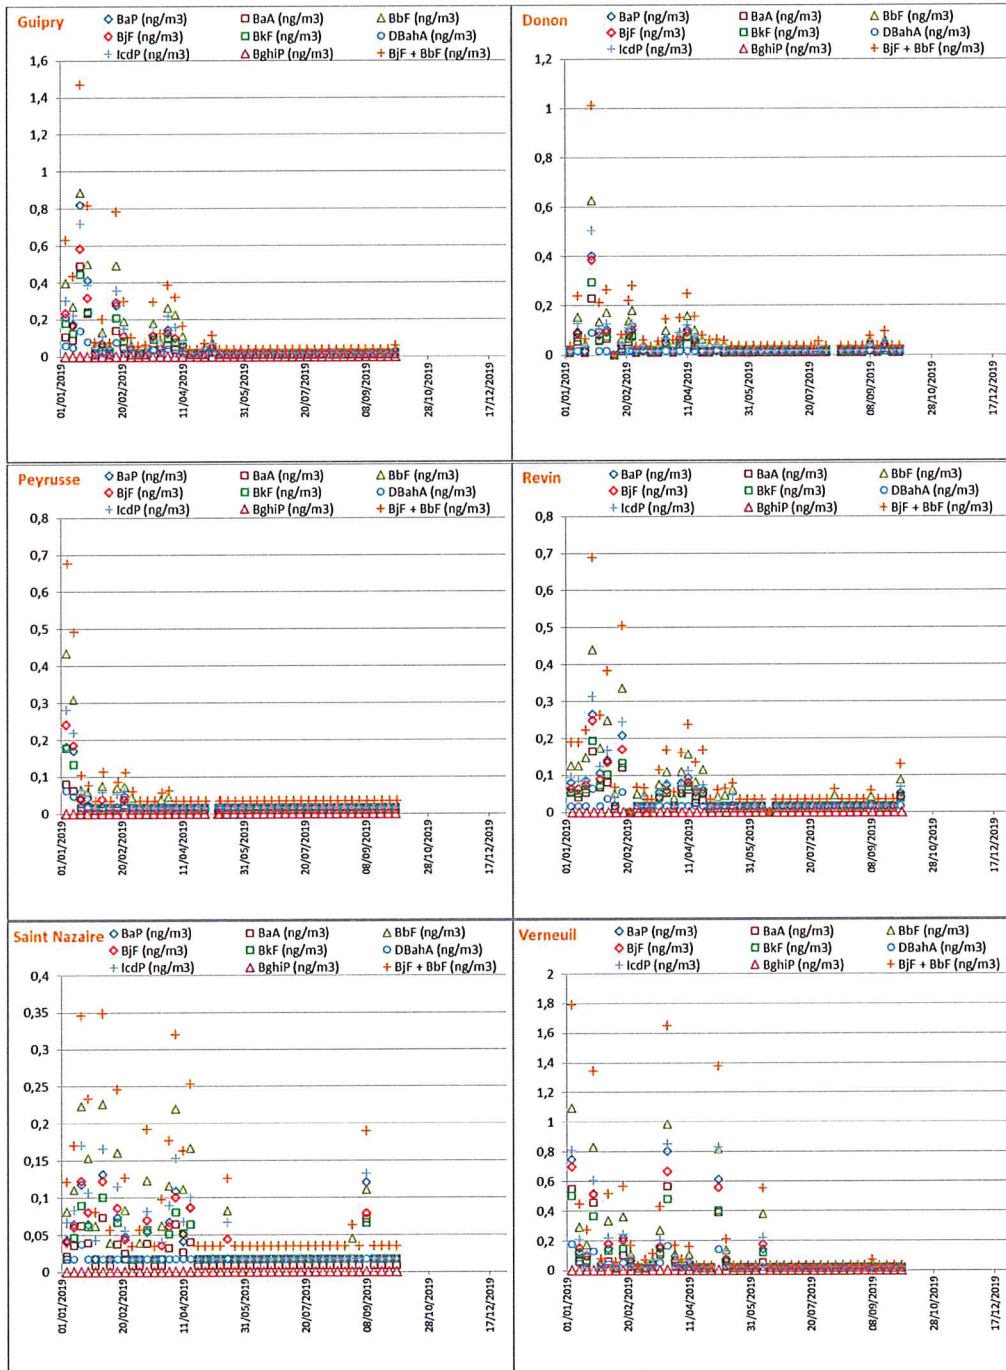 Guipry
BaP (ng/m3) BaA (ng/m3) BbF (ng/m3)
BjF (ng/m3) BkF (ng/m3) DBahA (ng/m3)
IcdP (ng/m3) BghiP (ng/m3) BjF + BbF (ng/m3)
1,6
1,4
1,2
1
0,8
0,6
0,4
0,2
0
01/01/2019 20/02/2019 11/04/2019 31/05/2019 20/07/2019 08/09/2019 28/10/2019 17/12/2019
Donon
BaP (ng/m3) BaA (ng/m3) BbF (ng/m3)
BjF (ng/m3) BkF (ng/m3) DBahA (ng/m3)
IcdP (ng/m3) BghiP (ng/m3) BjF + BbF (ng/m3)
1,2
1
0,8
0,6
0,4
0,2
0
01/01/2019 20/02/2019 11/04/2019 31/05/2019 20/07/2019 08/09/2019 28/10/2019 17/12/2019
Peyrusse
BaP (ng/m3) BaA (ng/m3) BbF (ng/m3)
BjF (ng/m3) BkF (ng/m3) DBahA (ng/m3)
IcdP (ng/m3) BghiP (ng/m3) BjF + BbF (ng/m3)
0,8
0,7
0,6
0,5
0,4
0,3
0,2
0,1
0
01/01/2019 20/02/2019 11/04/2019 31/05/2019 20/07/2019 08/09/2019 28/10/2019 17/12/2019
Revin
BaP (ng/m3) BaA (ng/m3) BbF (ng/m3)
BjF (ng/m3) BkF (ng/m3) DBahA (ng/m3)
IcdP (ng/m3) BghiP (ng/m3) BjF + BbF (ng/m3)
0,8
0,7
0,6
0,5
0,4
0,3
0,2
0,1
0
01/01/2019 20/02/2019 11/04/2019 31/05/2019 20/07/2019 08/09/2019 28/10/2019 17/12/2019
Saint Nazaire
BaP (ng/m3) BaA (ng/m3) BbF (ng/m3)
BjF (ng/m3) BkF (ng/m3) DBahA (ng/m3)
IcdP (ng/m3) BghiP (ng/m3) BjF + BbF (ng/m3)
0,4
0,35
0,3
0,25
0,2
0,15
0,1
0,05
0
01/01/2019 20/02/2019 11/04/2019 31/05/2019 20/07/2019 08/09/2019 28/10/2019 17/12/2019
Verneuil
BaP (ng/m3) BaA (ng/m3) BbF (ng/m3)
BjF (ng/m3) BkF (ng/m3) DBahA (ng/m3)
IcdP (ng/m3) BghiP (ng/m3) BjF + BbF (ng/m3)
2
1,8
1,6
1,4
1,2
1
0,8
0,6
0,4
0,2
0
01/01/2019 20/02/2019 11/04/2019 31/05/2019 20/07/2019 08/09/2019 28/10/2019 17/12/2019